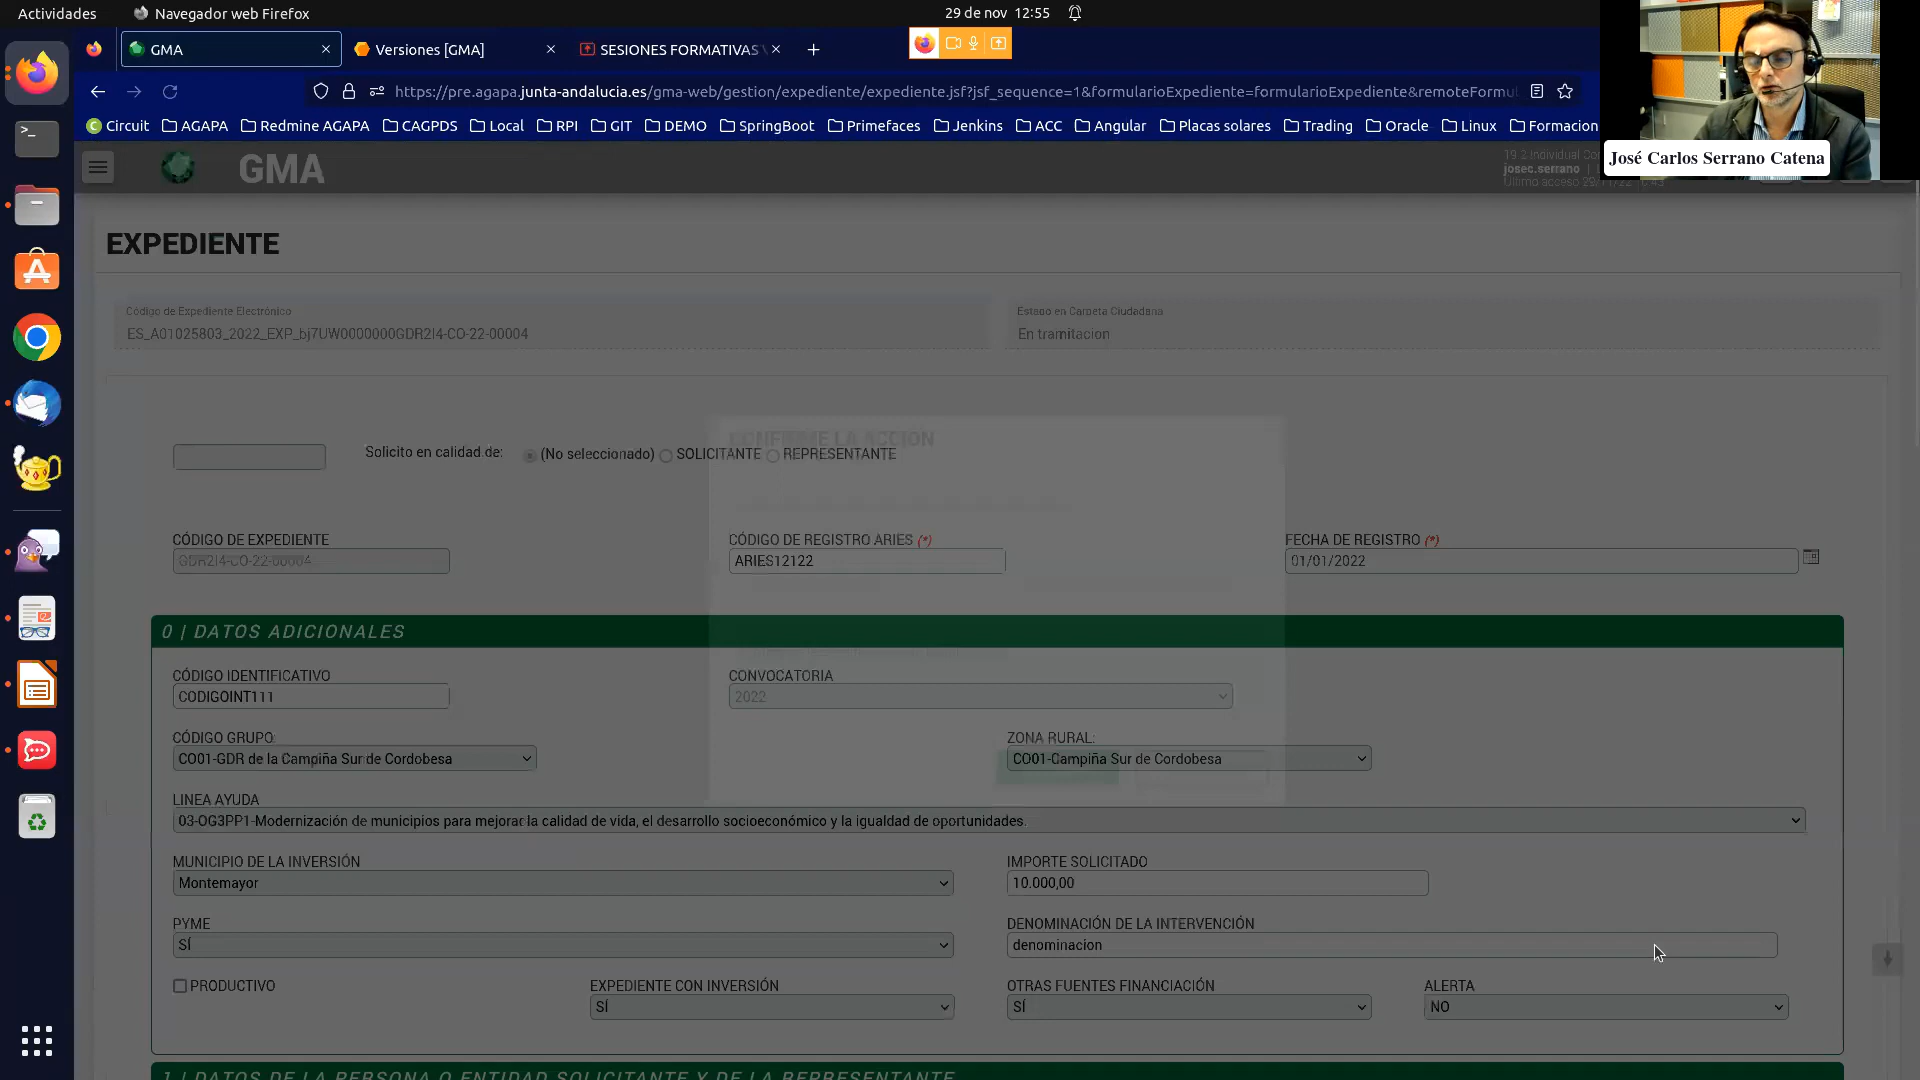 Actividades
Navegador web Firefox
29 de nov 12:55
GMA
Versiones [GMA]
SESIONES FORMATIVAS
https://pre.agapa.junta-andalucia.es/gma-web/gestion/expediente/expediente.jsf?jsf_sequence=1&formularioExpediente=formularioExpediente&remoteFormu
Circuit
AGAPA
Redmine AGAPA
CAGPDS
Local
RPI
GIT
DEMO
SpringBoot
Primefaces
Jenkins
ACC
Angular
Placas solares
Trading
Oracle
Linux
Formacion
José Carlos Serrano Catena
GMA
josec.serrano
EXPEDIENTE
Código de Expediente Electrónico
ES_A01025803_2022_EXP_bj7UW0000000GDR2I4-CO-22-00004
Estado en Carpeta Ciudadana
En tramitacion
CONFIRME LA ACCIÓN
Solicito en calidad de:
(No seleccionado)
SOLICITANTE
REPRESENTANTE
CÓDIGO DE EXPEDIENTE
GDR2I4-CO-22-00004
CÓDIGO DE REGISTRO ARIES (*)
ARIES12122
FECHA DE REGISTRO (*)
01/01/2022
0 | DATOS ADICIONALES
CÓDIGO IDENTIFICATIVO
CODIGOINT111
CONVOCATORIA
2022
CÓDIGO GRUPO:
CO01-GDR de la Campiña Sur de Cordobesa
ZONA RURAL:
CO01-Campiña Sur de Cordobesa
LINEA AYUDA
03-OG3PP1-Modernización de municipios para mejorar la calidad de vida, el desarrollo socioeconómico y la igualdad de oportunidades.
MUNICIPIO DE LA INVERSIÓN
Montemayor
IMPORTE SOLICITADO
10.000,00
PYME
SÍ
DENOMINACIÓN DE LA INTERVENCIÓN
denominacion
PRODUCTIVO
EXPEDIENTE CON INVERSIÓN
SÍ
OTRAS FUENTES FINANCIACIÓN
SÍ
ALERTA
NO
1 | DATOS DE LA PERSONA O ENTIDAD SOLICITANTE Y DE LA REPRESENTANTE